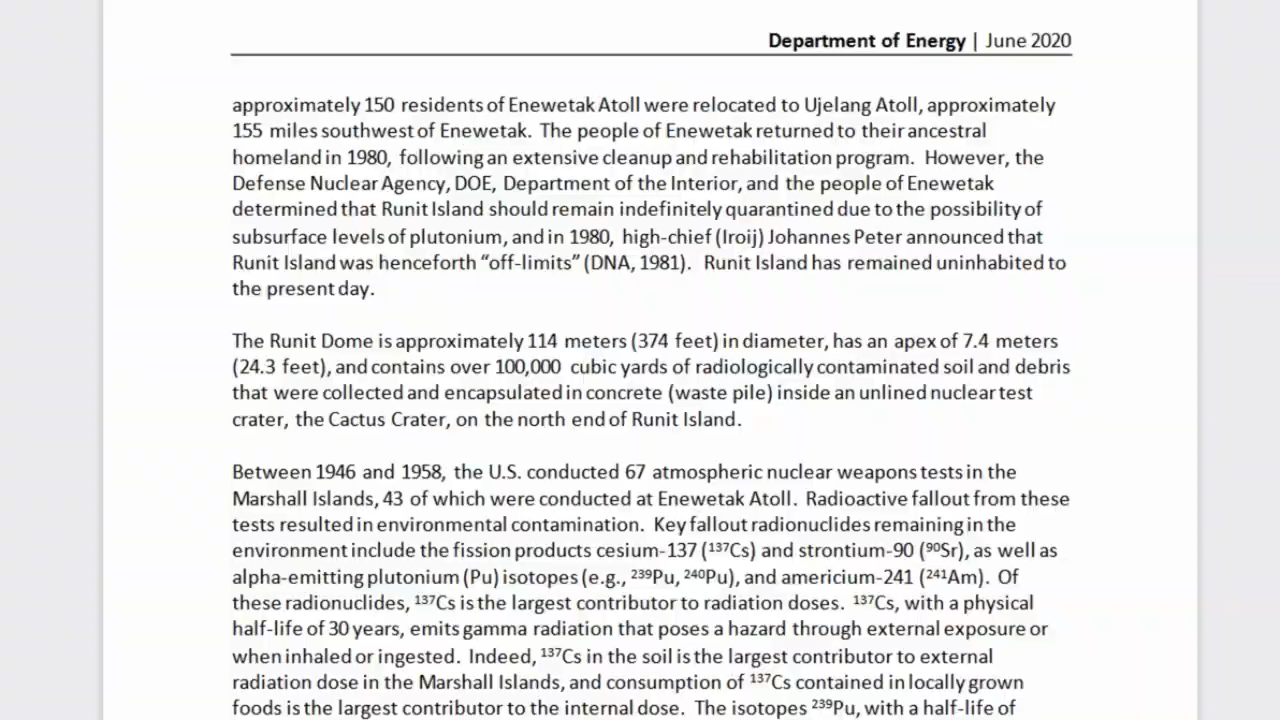 Department of Energy | June 2020
approximately 150 residents of Enewetak Atoll were relocated to Ujelang Atoll, approximately
155 miles southwest of Enewetak. The people of Enewetak returned to their ancestral
homeland in 1980, following an extensive cleanup and rehabilitation program. However, the
Defense Nuclear Agency, DOE, Department of the Interior, and the people of Enewetak
determined that Runit Island should remain indefinitely quarantined due to the possibility of
subsurface levels of plutonium, and in 1980, high-chief (Iroij) Johannes Peter announced that
Runit Island was henceforth “off-limits” (DNA, 1981). Runit Island has remained uninhabited to
the present day.
The Runit Dome is approximately 114 meters (374 feet) in diameter, has an apex of 7.4 meters
(24.3 feet), and contains over 100,000 cubic yards of radiologically contaminated soil and debris
that were collected and encapsulated in concrete (waste pile) inside an unlined nuclear test
crater, the Cactus Crater, on the north end of Runit Island.
Between 1946 and 1958, the U.S. conducted 67 atmospheric nuclear weapons tests in the
Marshall Islands, 43 of which were conducted at Enewetak Atoll. Radioactive fallout from these
tests resulted in environmental contamination. Key fallout radionuclides remaining in the
environment include the fission products cesium-137 (¹³⁷Cs) and strontium-90 (⁹⁰Sr), as well as
alpha-emitting plutonium (Pu) isotopes (e.g., ²³⁹Pu, ²⁴⁰Pu), and americium-241 (²⁴¹Am). Of
these radionuclides, ¹³⁷Cs is the largest contributor to radiation doses. ¹³⁷Cs, with a physical
half-life of 30 years, emits gamma radiation that poses a hazard through external exposure or
when inhaled or ingested. Indeed, ¹³⁷Cs in the soil is the largest contributor to external
radiation dose in the Marshall Islands, and consumption of ¹³⁷Cs contained in locally grown
foods is the largest contributor to the internal dose. The isotopes ²³⁹Pu, with a half-life of